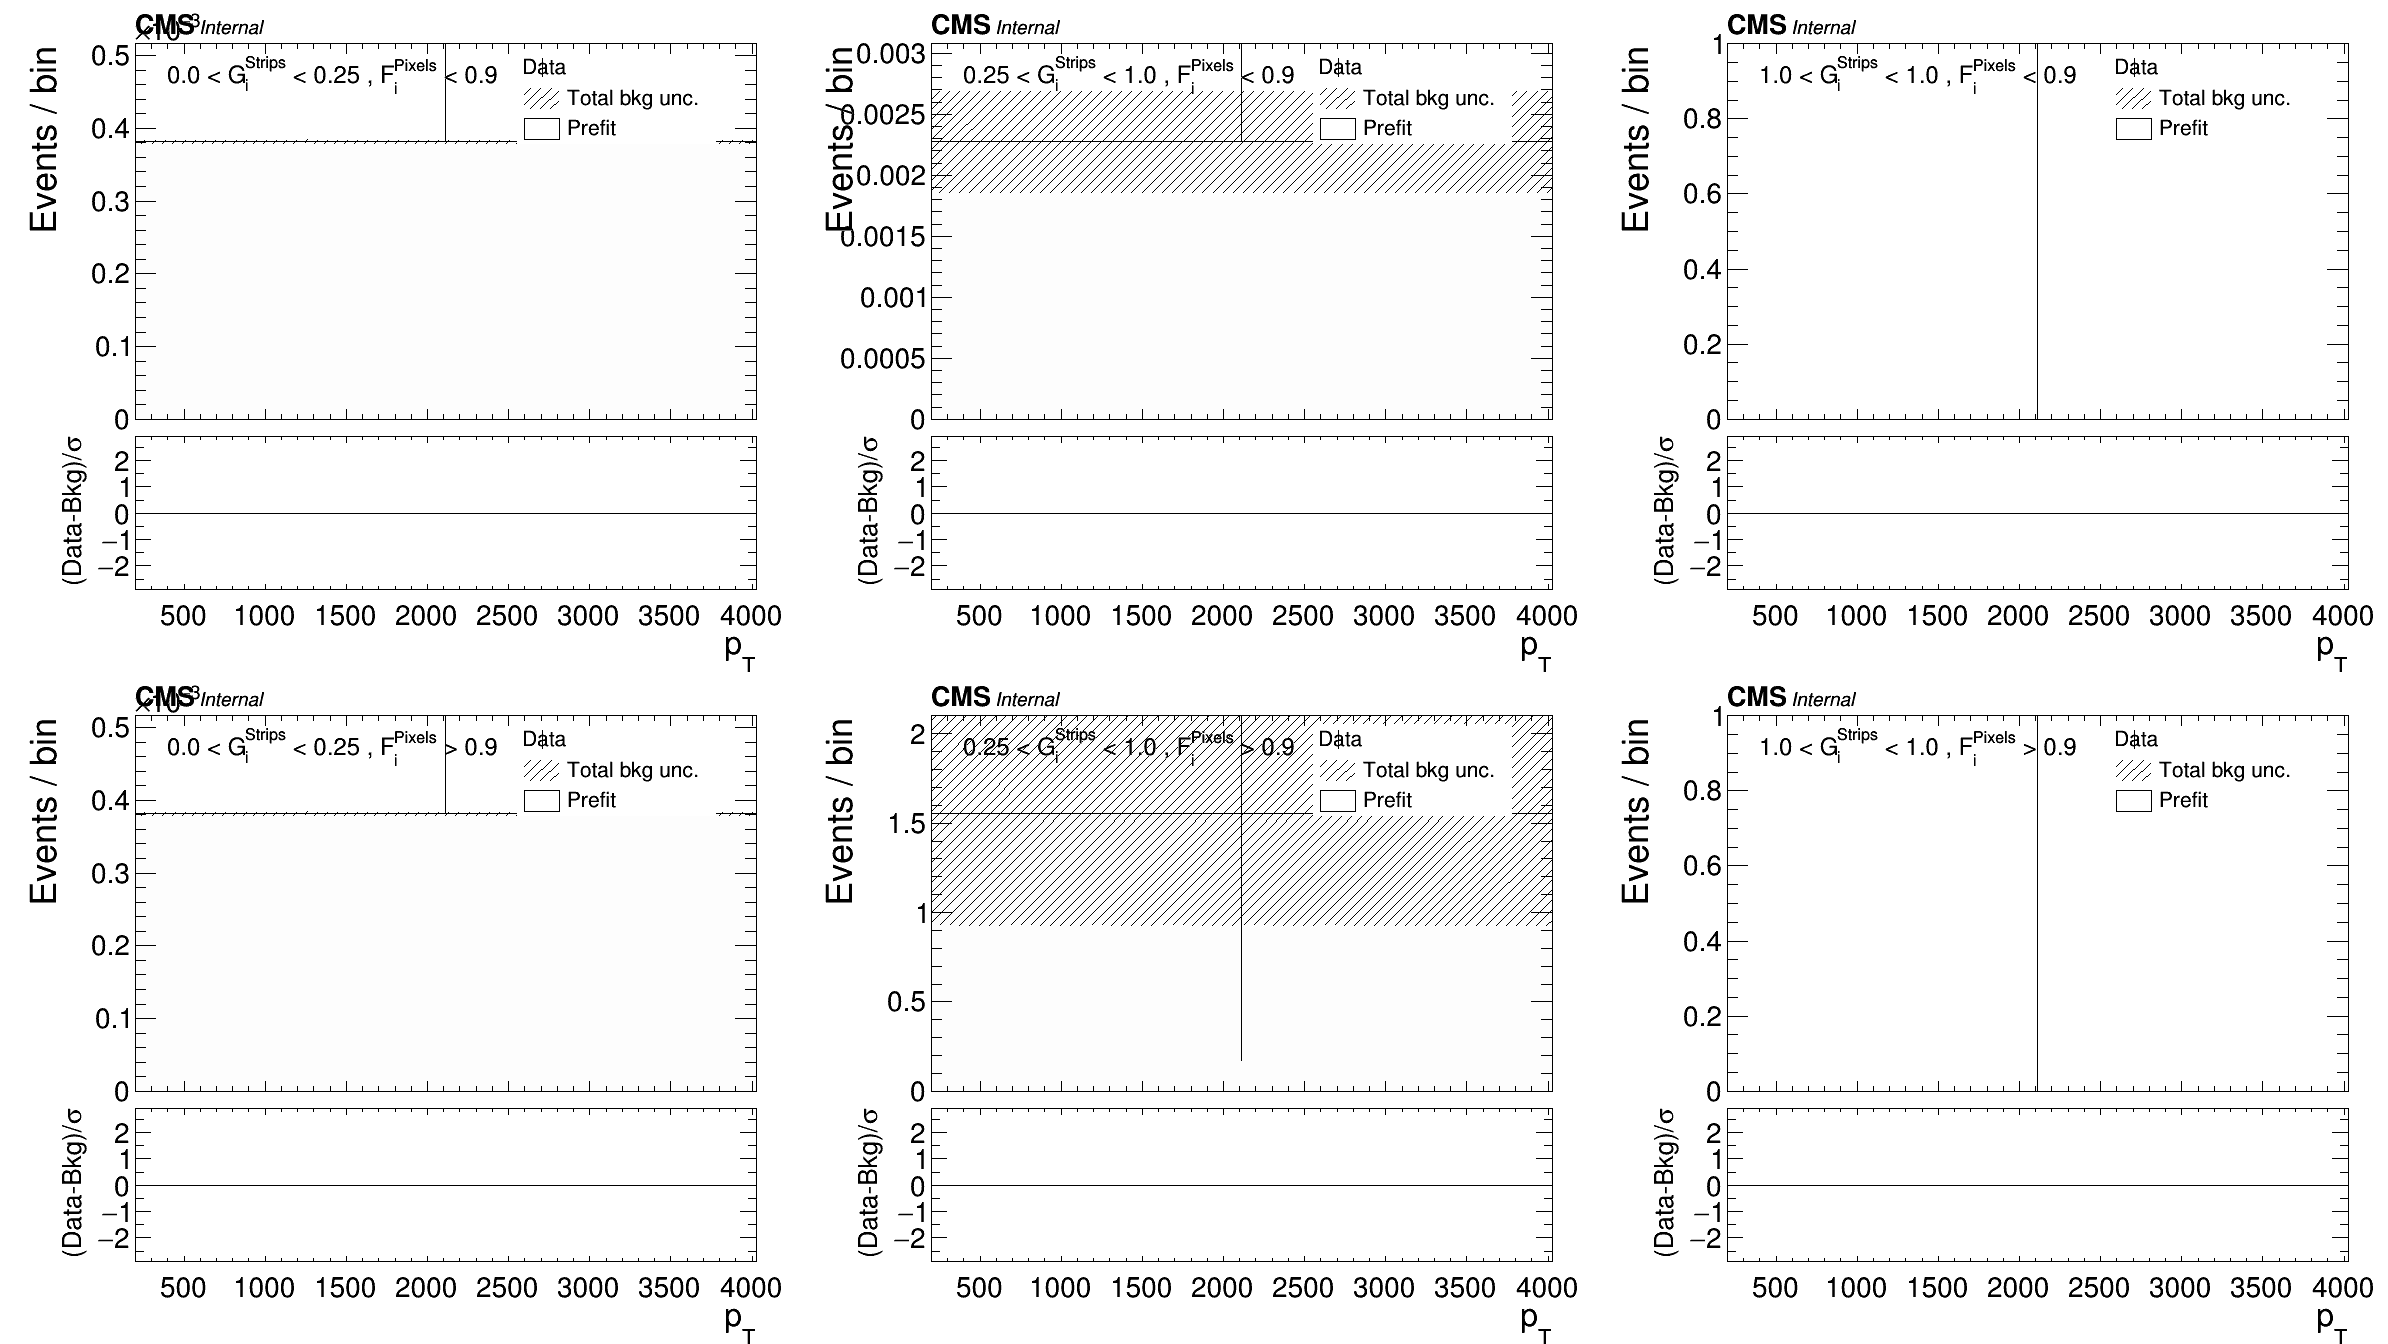 CMS Internal
×10⁻³
Events / bin
0.0 < G_i^Strips < 0.25 , F_i^Pixels < 0.9
Data
Total bkg unc.
Prefit
0.5
0.4
0.3
0.2
0.1
0
(Data-Bkg)/σ
2
1
0
−1
−2
500 1000 1500 2000 2500 3000 3500 4000
p_T
CMS Internal
Events / bin
0.25 < G_i^Strips < 1.0 , F_i^Pixels < 0.9
Data
Total bkg unc.
Prefit
0.003
0.0025
0.002
0.0015
0.001
0.0005
0
(Data-Bkg)/σ
2
1
0
−1
−2
500 1000 1500 2000 2500 3000 3500 4000
p_T
CMS Internal
Events / bin
1.0 < G_i^Strips < 1.0 , F_i^Pixels < 0.9
Data
Total bkg unc.
Prefit
1
0.8
0.6
0.4
0.2
0
(Data-Bkg)/σ
2
1
0
−1
−2
500 1000 1500 2000 2500 3000 3500 4000
p_T
CMS Internal
×10⁻³
Events / bin
0.0 < G_i^Strips < 0.25 , F_i^Pixels > 0.9
Data
Total bkg unc.
Prefit
0.5
0.4
0.3
0.2
0.1
0
(Data-Bkg)/σ
2
1
0
−1
−2
500 1000 1500 2000 2500 3000 3500 4000
p_T
CMS Internal
Events / bin
0.25 < G_i^Strips < 1.0 , F_i^Pixels > 0.9
Data
Total bkg unc.
Prefit
2
1.5
1
0.5
0
(Data-Bkg)/σ
2
1
0
−1
−2
500 1000 1500 2000 2500 3000 3500 4000
p_T
CMS Internal
Events / bin
1.0 < G_i^Strips < 1.0 , F_i^Pixels > 0.9
Data
Total bkg unc.
Prefit
1
0.8
0.6
0.4
0.2
0
(Data-Bkg)/σ
2
1
0
−1
−2
500 1000 1500 2000 2500 3000 3500 4000
p_T